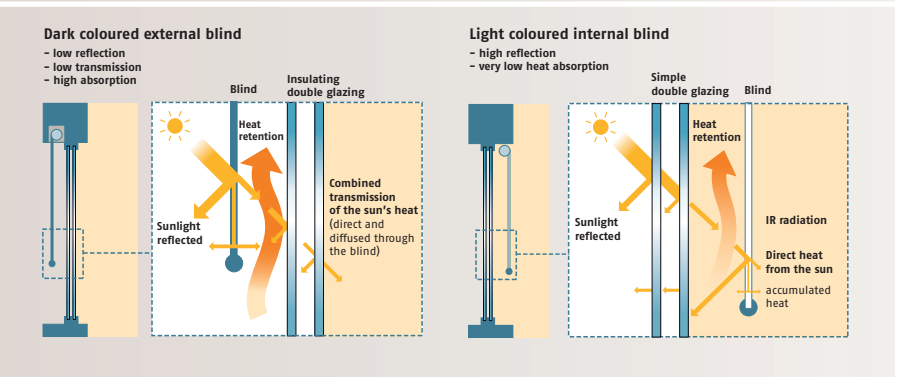 Dark coloured external blind
– low reflection
– low transmission
– high absorption
Blind
Insulating
double glazing
Heat
retention
Sunlight
reflected
Combined
transmission
of the sun's heat
(direct and
diffused through
the blind)
Light coloured internal blind
– high reflection
– very low heat absorption
Simple
double glazing
Blind
Heat
retention
Sunlight
reflected
IR radiation
Direct heat
from the sun
accumulated
heat